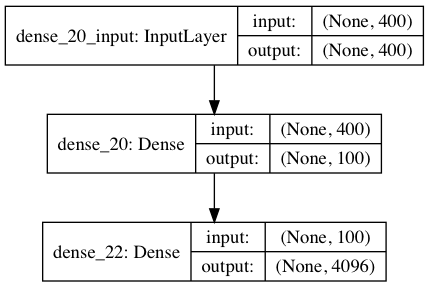 dense_20_input: InputLayer
input: (None, 400)
output: (None, 400)
dense_20: Dense
input: (None, 400)
output: (None, 100)
dense_22: Dense
input: (None, 100)
output: (None, 4096)